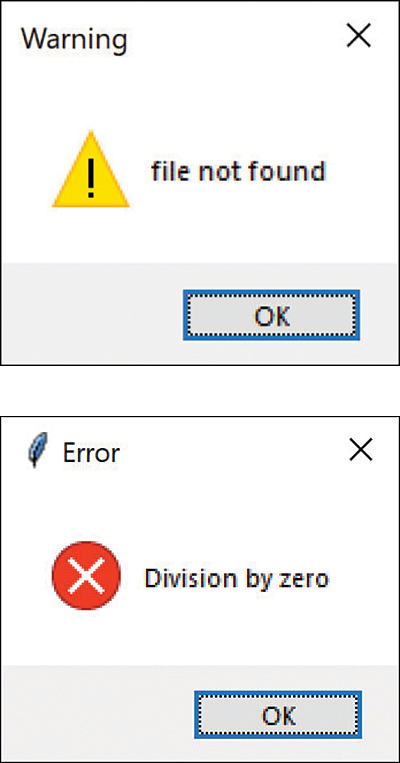 Warning
file not found
OK
Error
Division by zero
OK